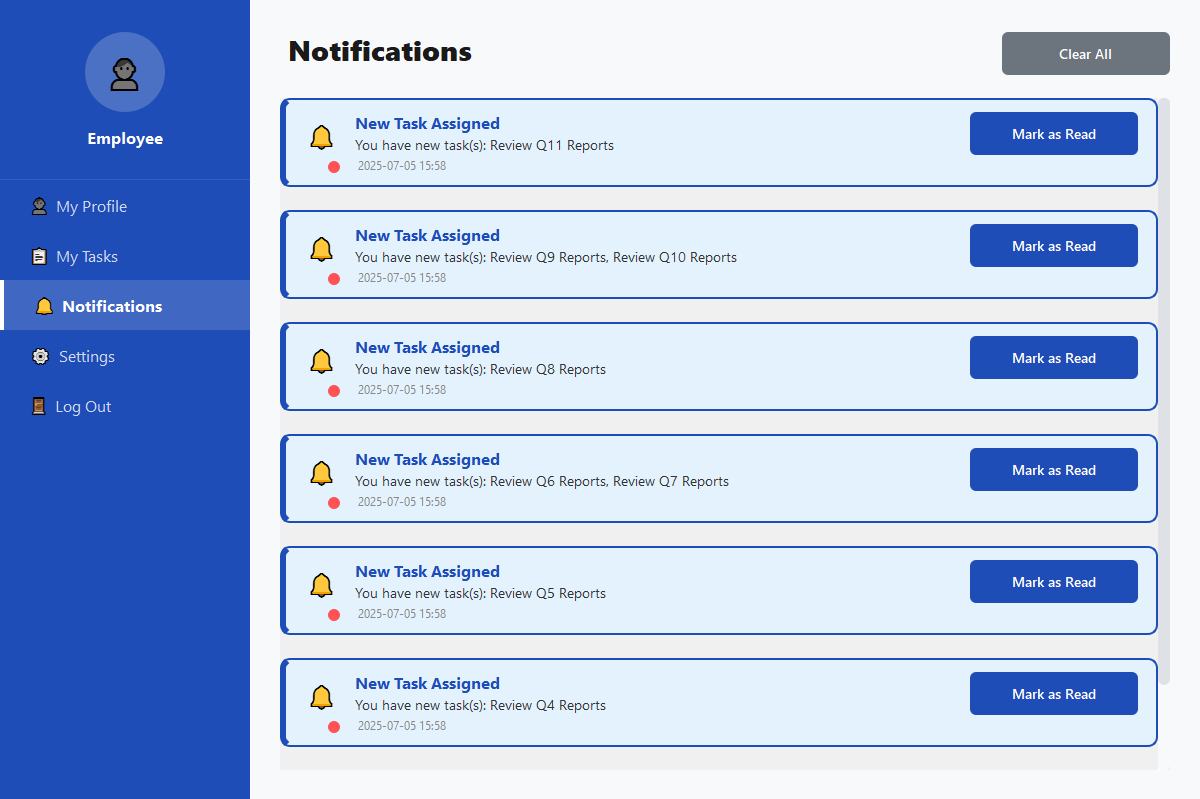 Employee
My Profile
My Tasks
Notifications
Settings
Log Out
Notifications
Clear All
New Task Assigned
You have new task(s): Review Q11 Reports
2025-07-05 15:58
Mark as Read
New Task Assigned
You have new task(s): Review Q9 Reports, Review Q10 Reports
2025-07-05 15:58
Mark as Read
New Task Assigned
You have new task(s): Review Q8 Reports
2025-07-05 15:58
Mark as Read
New Task Assigned
You have new task(s): Review Q6 Reports, Review Q7 Reports
2025-07-05 15:58
Mark as Read
New Task Assigned
You have new task(s): Review Q5 Reports
2025-07-05 15:58
Mark as Read
New Task Assigned
You have new task(s): Review Q4 Reports
2025-07-05 15:58
Mark as Read